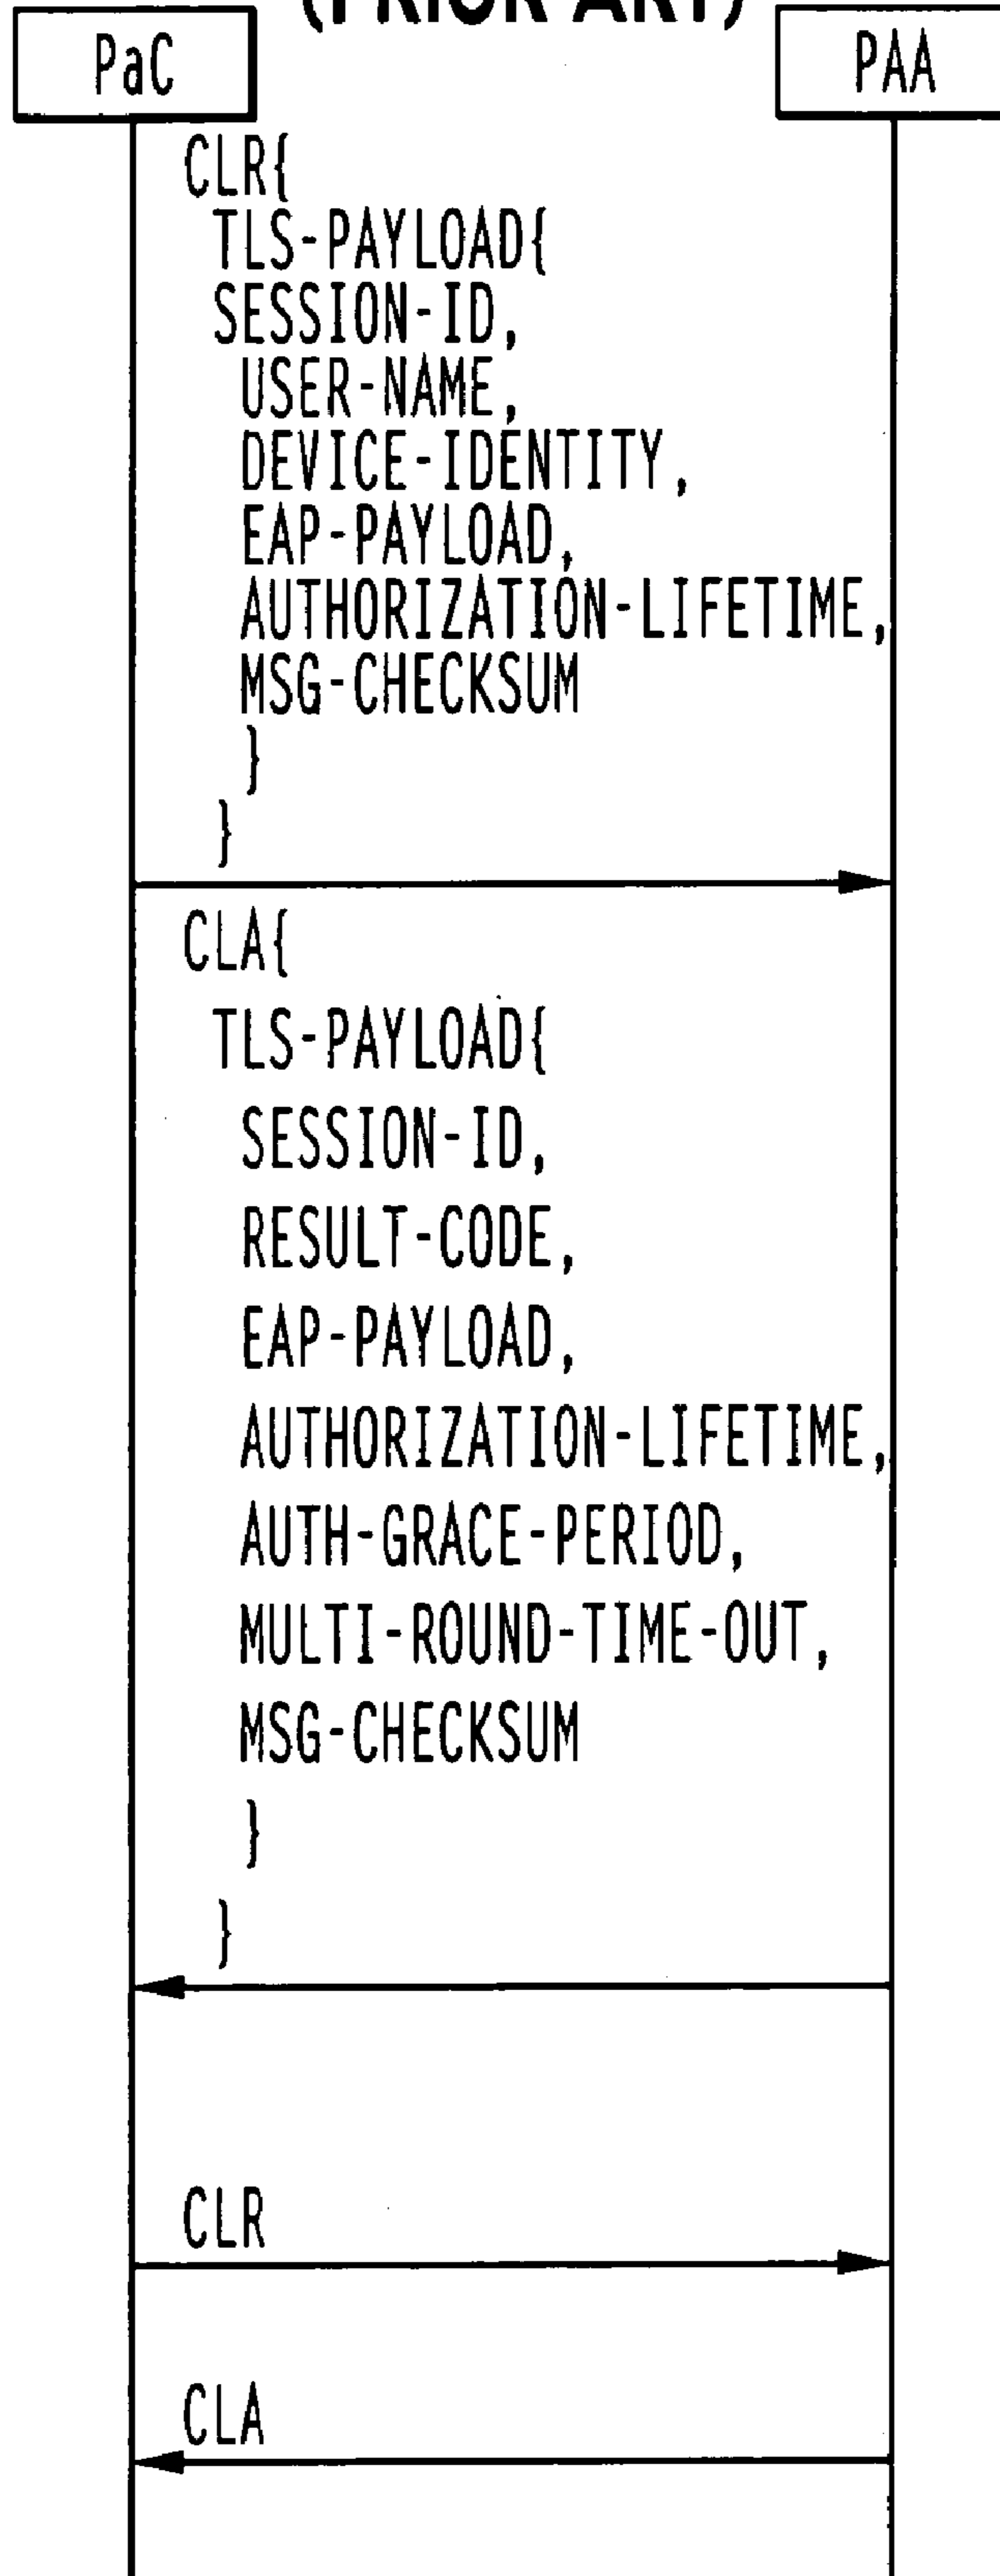 (PRIOR ART)
PaC
PAA
CLR{
TLS-PAYLOAD{
SESSION-ID,
USER-NAME,
DEVICE-IDENTITY,
EAP-PAYLOAD,
AUTHORIZATION-LIFETIME,
MSG-CHECKSUM
}
}
CLA{
TLS-PAYLOAD{
SESSION-ID,
RESULT-CODE,
EAP-PAYLOAD,
AUTHORIZATION-LIFETIME,
AUTH-GRACE-PERIOD,
MULTI-ROUND-TIME-OUT,
MSG-CHECKSUM
}
}
CLR
CLA